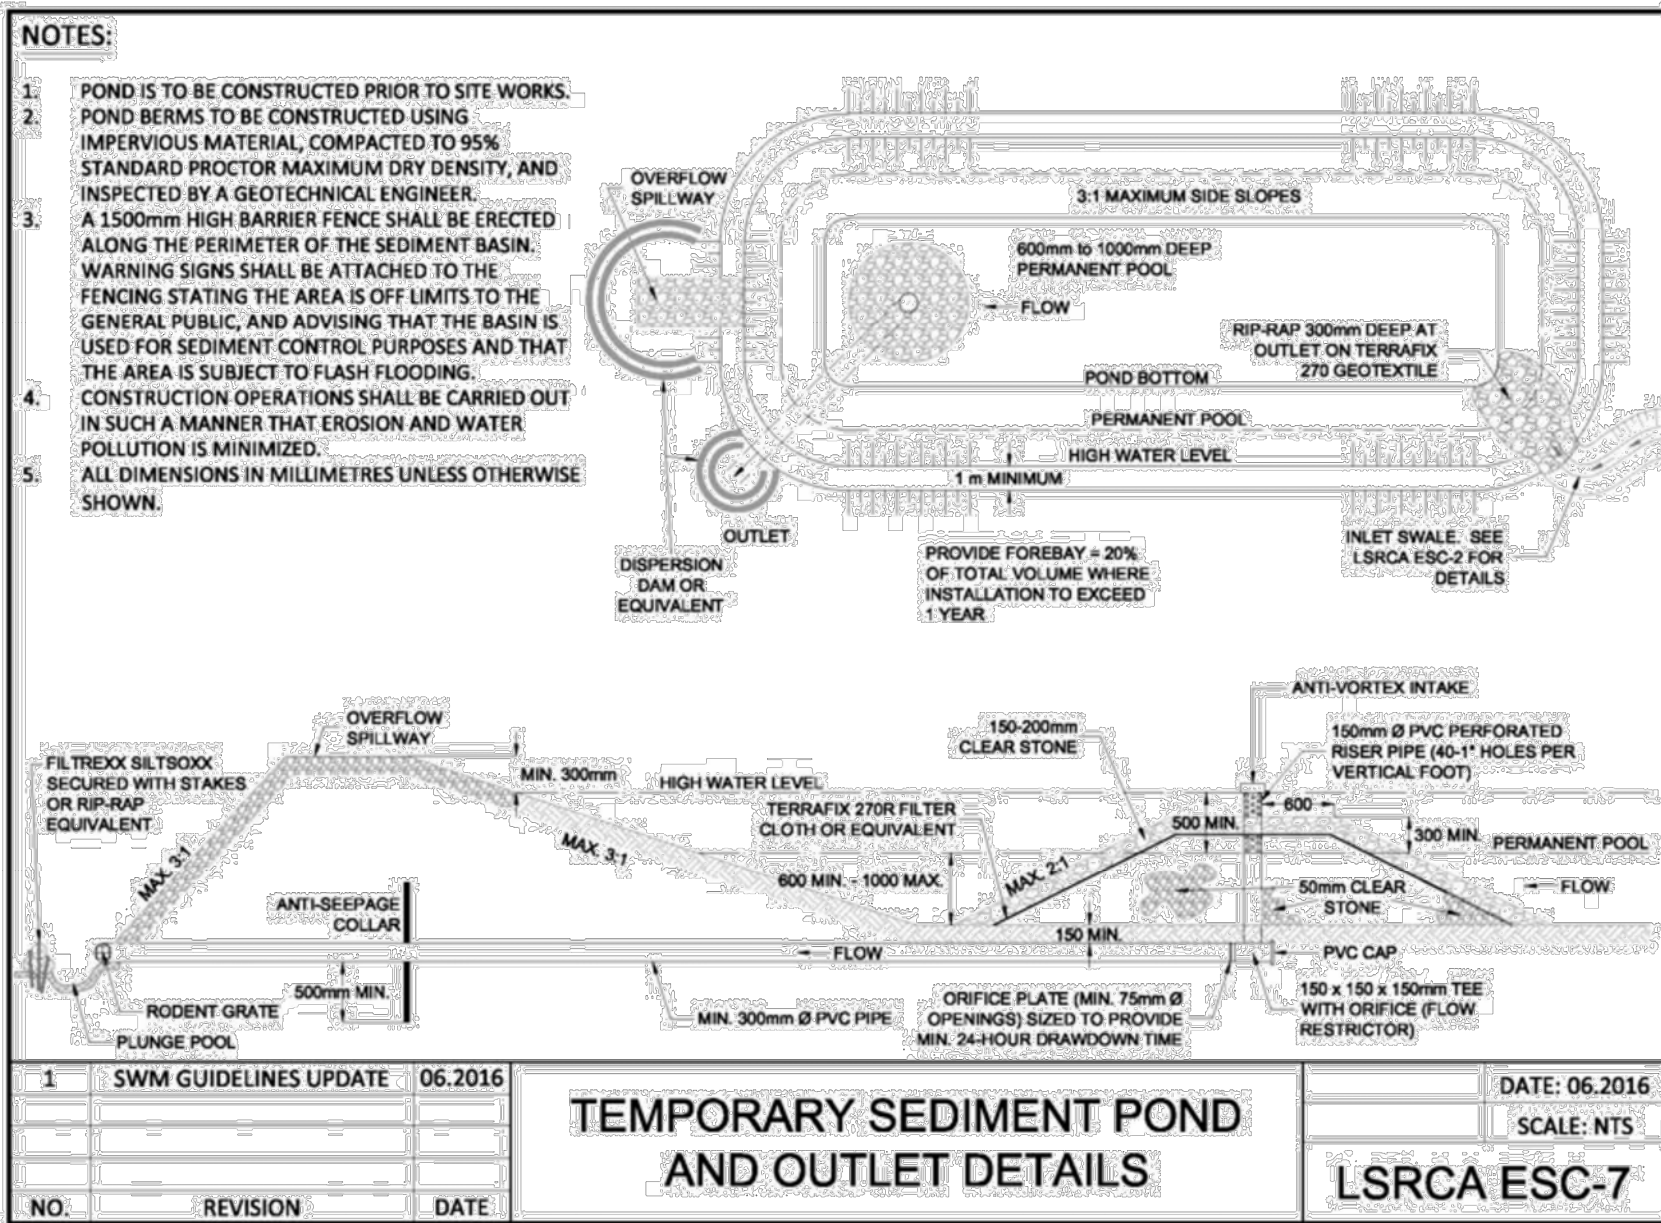 NOTES:
1. POND IS TO BE CONSTRUCTED PRIOR TO SITE WORKS.
2. POND BERMS TO BE CONSTRUCTED USING
IMPERVIOUS MATERIAL, COMPACTED TO 95%
STANDARD PROCTOR MAXIMUM DRY DENSITY, AND
INSPECTED BY A GEOTECHNICAL ENGINEER.
3. A 1500mm HIGH BARRIER FENCE SHALL BE ERECTED
ALONG THE PERIMETER OF THE SEDIMENT BASIN.
WARNING SIGNS SHALL BE ATTACHED TO THE
FENCING STATING THE AREA IS OFF LIMITS TO THE
GENERAL PUBLIC, AND ADVISING THAT THE BASIN IS
USED FOR SEDIMENT CONTROL PURPOSES AND THAT
THE AREA IS SUBJECT TO FLASH FLOODING.
4. CONSTRUCTION OPERATIONS SHALL BE CARRIED OUT
IN SUCH A MANNER THAT EROSION AND WATER
POLLUTION IS MINIMIZED.
5. ALL DIMENSIONS IN MILLIMETRES UNLESS OTHERWISE
SHOWN.
OVERFLOW
SPILLWAY
3:1 MAXIMUM SIDE SLOPES
600mm to 1000mm DEEP
PERMANENT POOL
FLOW
RIP-RAP 300mm DEEP AT
OUTLET ON TERRAFIX
270 GEOTEXTILE
POND BOTTOM
PERMANENT POOL
HIGH WATER LEVEL
1 m MINIMUM
OUTLET
DISPERSION
DAM OR
EQUIVALENT
PROVIDE FOREBAY = 20%
OF TOTAL VOLUME WHERE
INSTALLATION TO EXCEED
1 YEAR
INLET SWALE. SEE
LSRCA ESC-2 FOR
DETAILS
OVERFLOW
SPILLWAY
FILTREXX SILTSOXX
SECURED WITH STAKES
OR RIP-RAP
EQUIVALENT
MAX. 3:1
MIN. 300mm
HIGH WATER LEVEL
MAX. 3:1
150-200mm
CLEAR STONE
TERRAFIX 270R FILTER
CLOTH OR EQUIVALENT
600 MIN. - 1000 MAX.
MAX. 2:1
ANTI-VORTEX INTAKE
150mm Ø PVC PERFORATED
RISER PIPE (40-1" HOLES PER
VERTICAL FOOT)
600
500 MIN.
300 MIN.
PERMANENT POOL
50mm CLEAR
STONE
FLOW
ANTI-SEEPAGE
COLLAR
150 MIN.
FLOW
PVC CAP
500mm MIN.
RODENT GRATE
PLUNGE POOL
MIN. 300mm Ø PVC PIPE
ORIFICE PLATE (MIN. 75mm Ø
OPENINGS) SIZED TO PROVIDE
MIN. 24-HOUR DRAWDOWN TIME
150 x 150 x 150mm TEE
WITH ORIFICE (FLOW
RESTRICTOR)
1 SWM GUIDELINES UPDATE 06.2016
NO. REVISION DATE
TEMPORARY SEDIMENT POND
AND OUTLET DETAILS
DATE: 06.2016
SCALE: NTS
LSRCA ESC-7